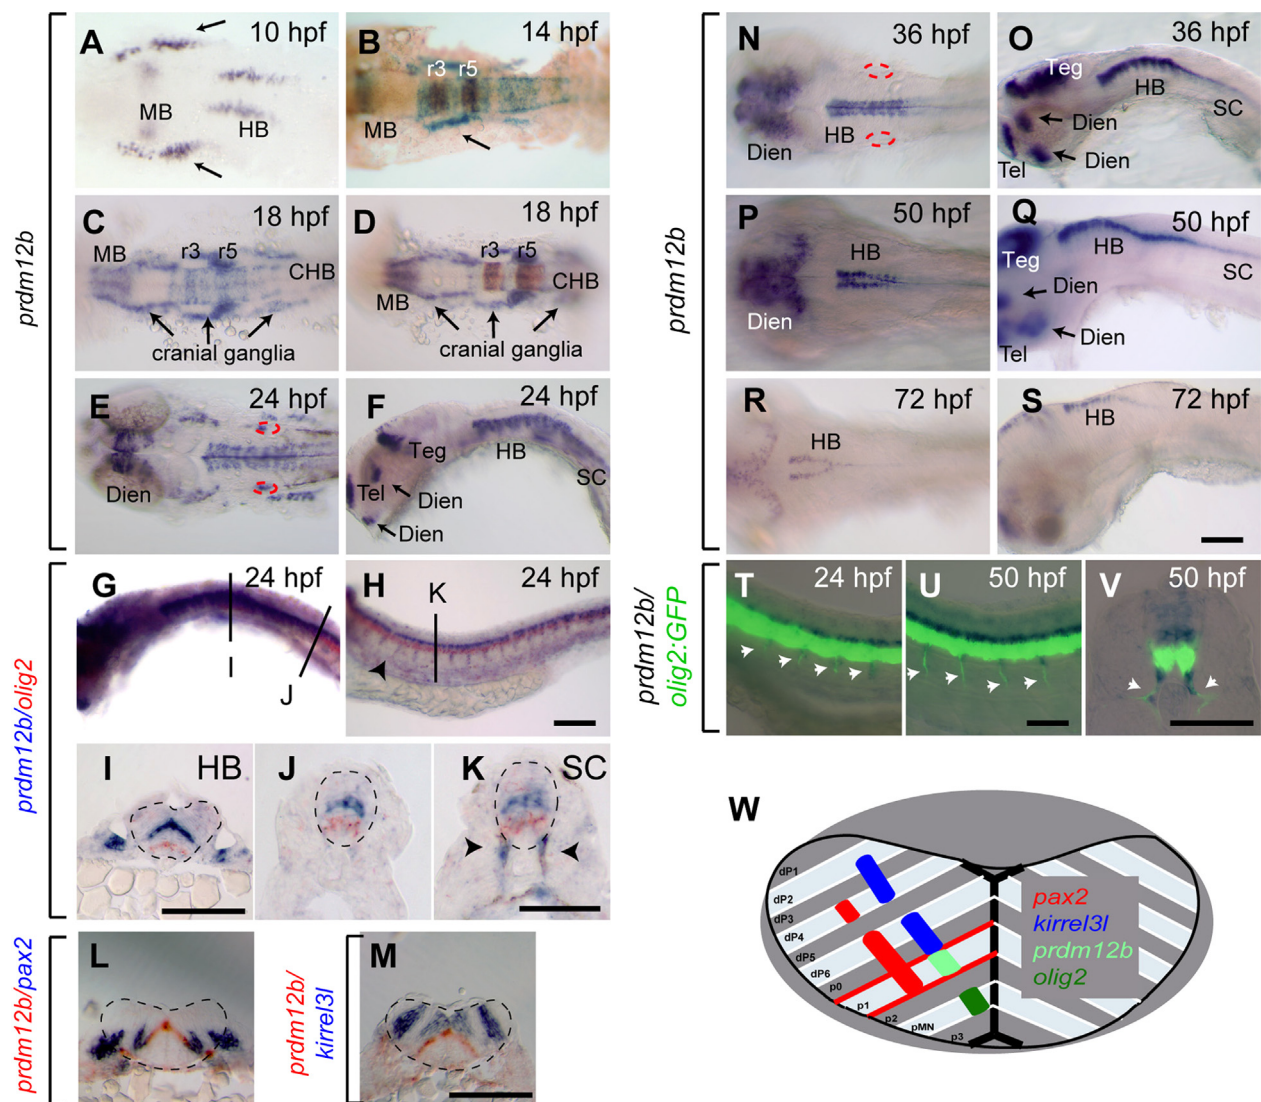 prdm12b
A 10 hpf
MB
HB
B 14 hpf
r3 r5
MB
C 18 hpf
MB r3 r5
CHB
cranial ganglia
D 18 hpf
r3 r5
MB
CHB
cranial ganglia
E 24 hpf
Dien
F 24 hpf
Teg
HB
SC
Tel
Dien
Dien
prdm12b/olig2
G 24 hpf
I
J
H 24 hpf
K
I HB
J
K SC
prdm12b/pax2
L
prdm12b/
kirrel3l
M
prdm12b
N 36 hpf
HB
Dien
O 36 hpf
Teg
HB
SC
Dien
Dien
Tel
P 50 hpf
HB
Dien
Q 50 hpf
HB
Teg
SC
Dien
Dien
Tel
R 72 hpf
HB
S 72 hpf
HB
prdm12b/
olig2:GFP
T 24 hpf
U 50 hpf
V 50 hpf
W
dP1
dP2
dP3
dP4
dP5
dP6
p0
p1
p2
pMN
p3
pax2
kirrel3l
prdm12b
olig2